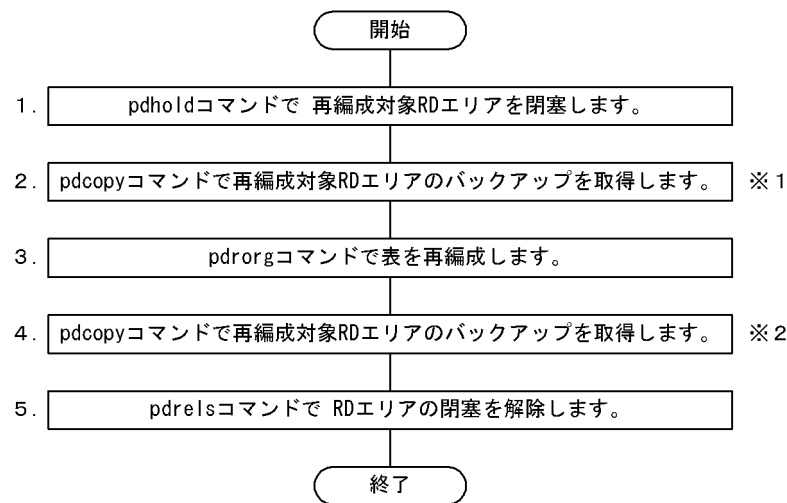 開始
1. pdholdコマンドで 再編成対象RDエリアを閉塞します。
2. pdcopyコマンドで再編成対象RDエリアのバックアップを取得します。 ※1
3. pdrorgコマンドで表を再編成します。
4. pdcopyコマンドで再編成対象RDエリアのバックアップを取得します。 ※2
5. pdrelsコマンドで RDエリアの閉塞を解除します。
終了